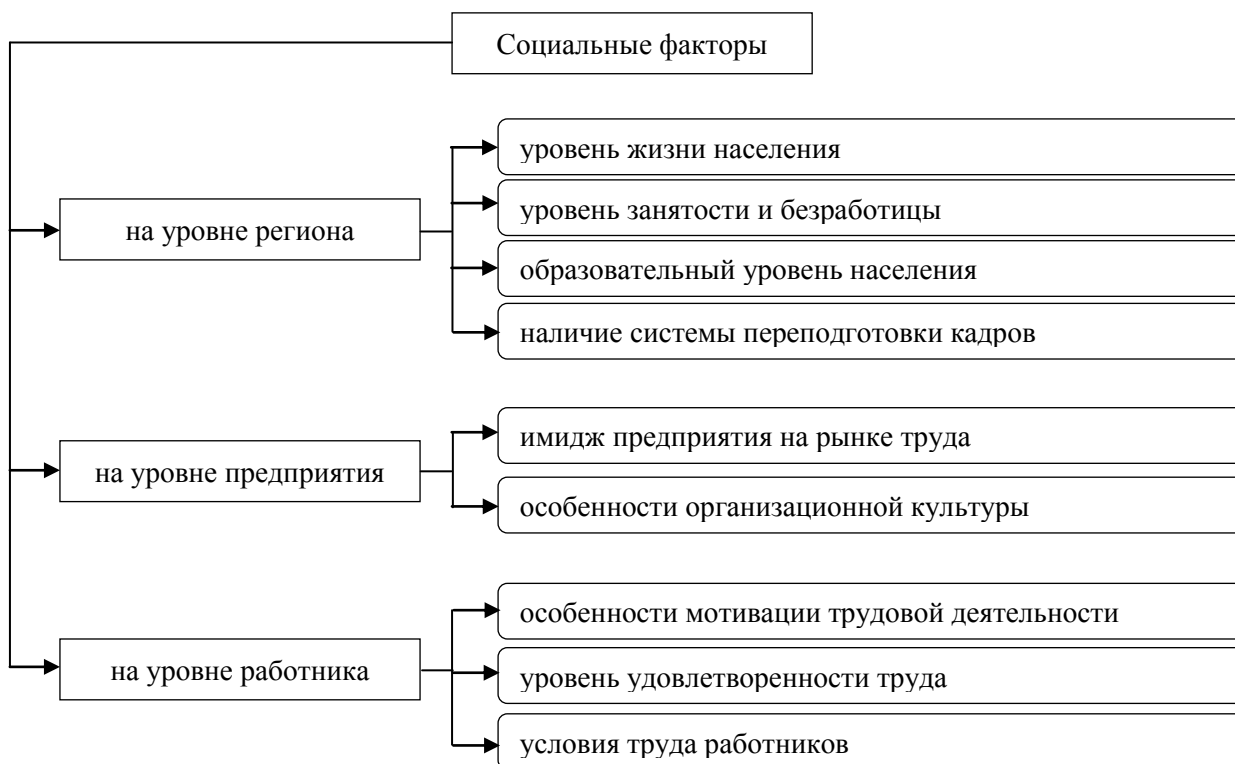 Социальные факторы
уровень жизни населения
уровень занятости и безработицы
на уровне региона
образовательный уровень населения
наличие системы переподготовки кадров
имидж предприятия на рынке труда
на уровне предприятия
особенности организационной культуры
особенности мотивации трудовой деятельности
на уровне работника
уровень удовлетворенности труда
условия труда работников